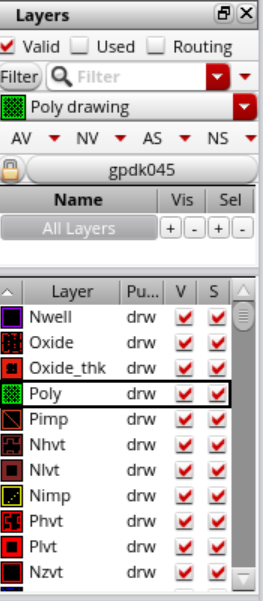 Layers
Valid Used Routing
Filter Filter
Poly drawing
AV NV AS NS
gpdk045
Name Vis Sel
All Layers + - + -
Layer Pu... V S
Nwell drw
Oxide drw
Oxide_thk drw
Poly drw
Pimp drw
Nhvt drw
Nlvt drw
Nimp drw
Phvt drw
Plvt drw
Nzvt drw